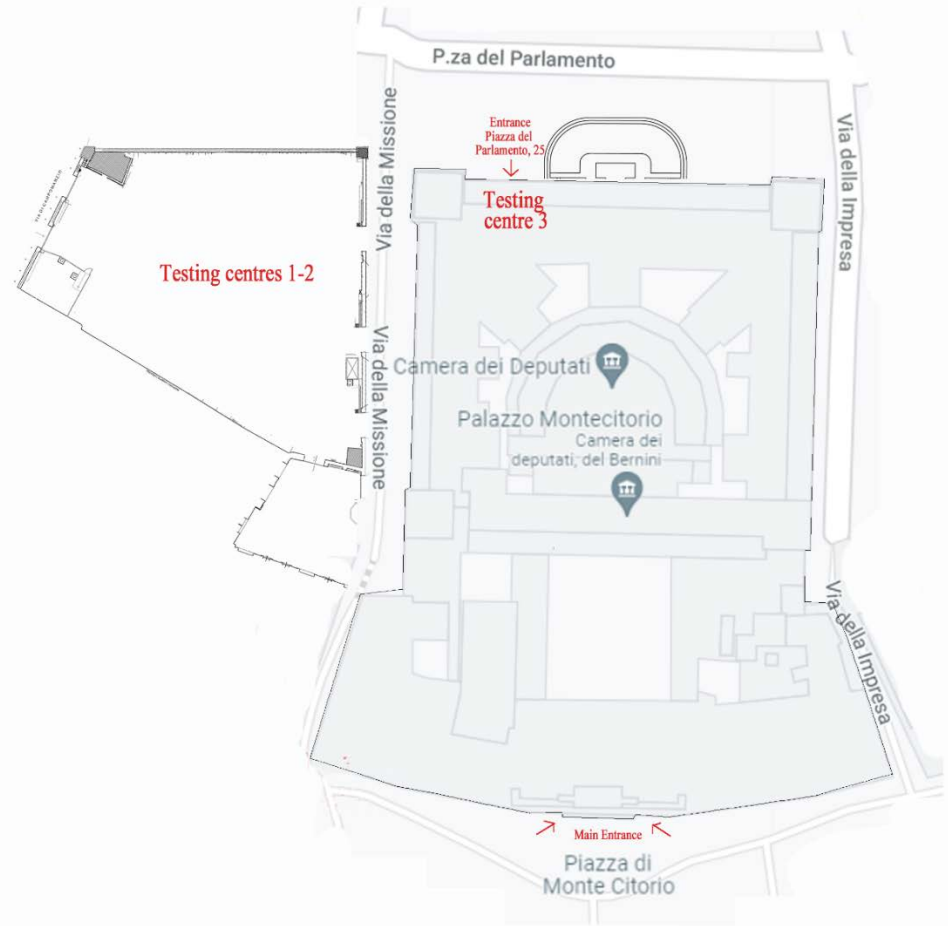 P.za del Parlamento
Via della Missione
Entrance
Piazza del
Parlamento, 25
Via della Impresa
Testing
centre 3
Testing centres 1-2
Via della Missione
Camera dei Deputati
Palazzo Montecitorio
Camera dei
deputati, del Bernini
Via della Impresa
Main Entrance
Piazza di
Monte Citorio